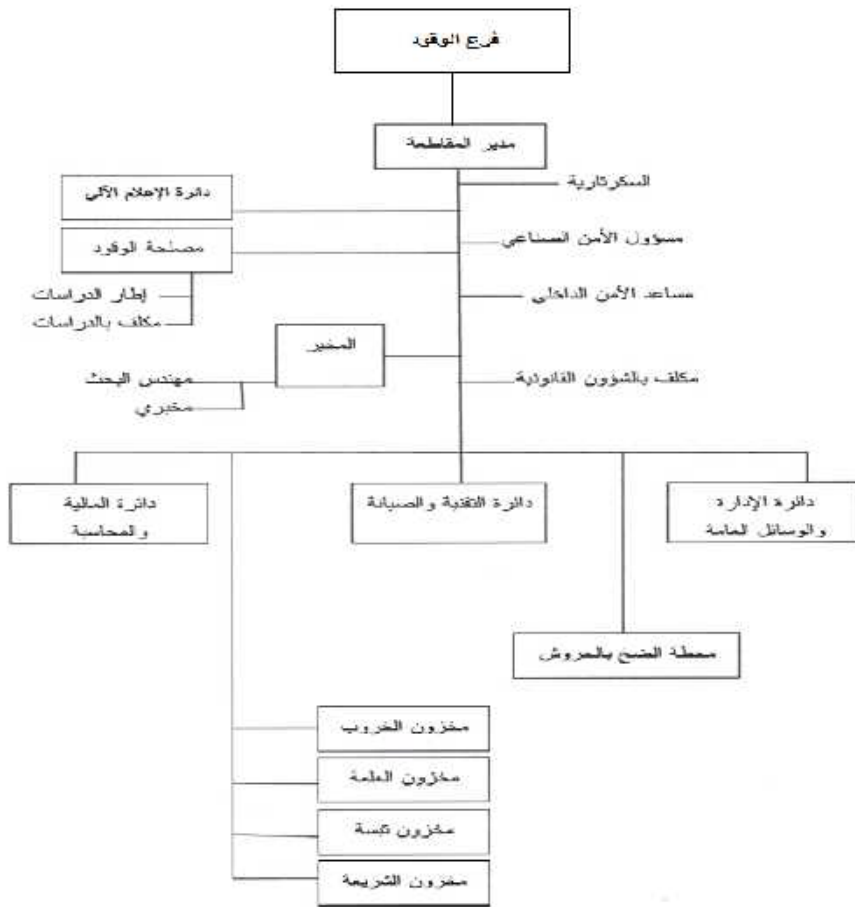 فرع الوقود
مدير المقاطعة
السكرتارية
دائرة الإعلام الآلي
مسؤول الأمن الصناعي
مصلحة الوقود
إطار الدراسات
مساعد الأمن الداخلي
مكلف بالدراسات
المخبر
مهندس البحث
مكلف بالشؤون القانونية
مخبري
دائرة الإدارة
والوسائل العامة
دائرة التقنية والصيانة
دائرة المالية
والمحاسبة
محطة الضخ بالحروش
مخزون الخروب
مخزون العلمة
مخزون تبسة
مخزون الشريعة